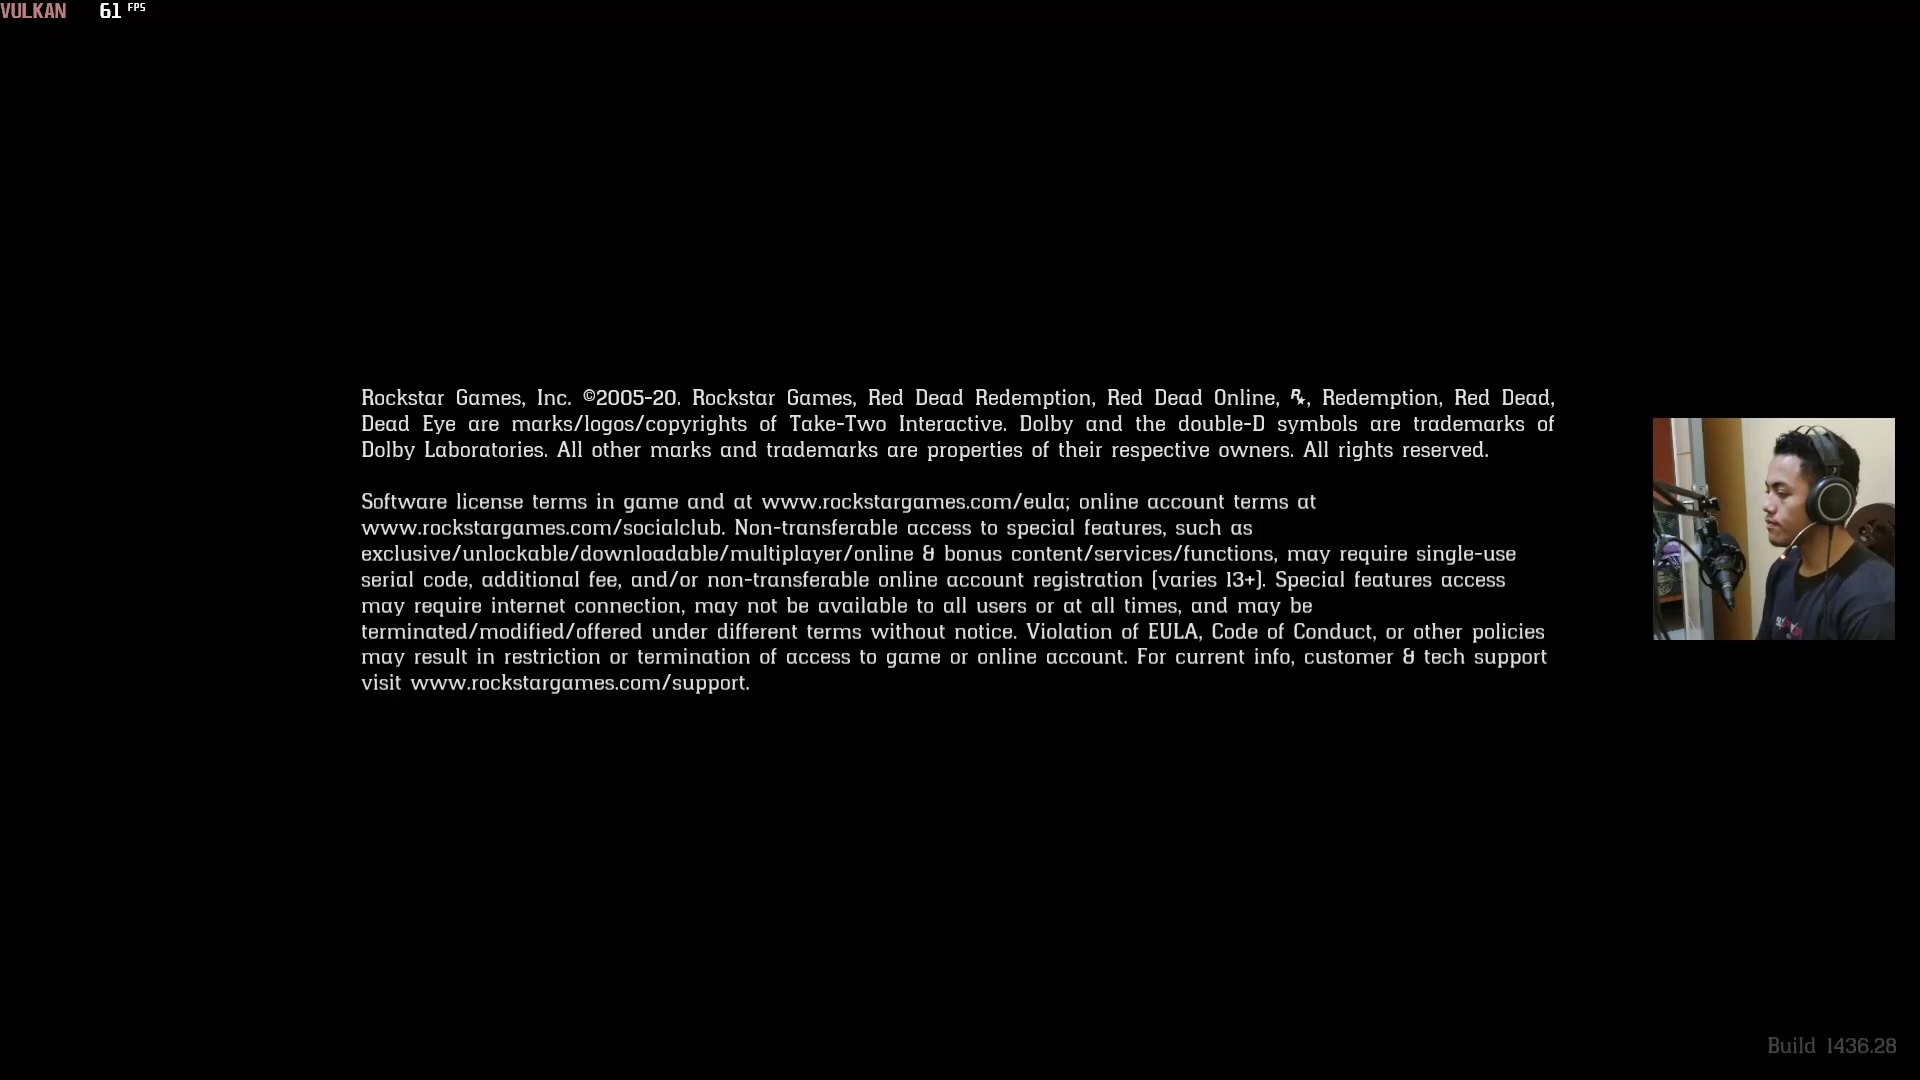 VULKAN 61 FPS
Rockstar Games, Inc. ©2005-20. Rockstar Games, Red Dead Redemption, Red Dead Online, R★, Redemption, Red Dead,
Dead Eye are marks/logos/copyrights of Take-Two Interactive. Dolby and the double-D symbols are trademarks of
Dolby Laboratories. All other marks and trademarks are properties of their respective owners. All rights reserved.
Software license terms in game and at www.rockstargames.com/eula; online account terms at
www.rockstargames.com/socialclub. Non-transferable access to special features, such as
exclusive/unlockable/downloadable/multiplayer/online & bonus content/services/functions, may require single-use
serial code, additional fee, and/or non-transferable online account registration (varies 13+). Special features access
may require internet connection, may not be available to all users or at all times, and may be
terminated/modified/offered under different terms without notice. Violation of EULA, Code of Conduct, or other policies
may result in restriction or termination of access to game or online account. For current info, customer & tech support
visit www.rockstargames.com/support.
Build 1436.28